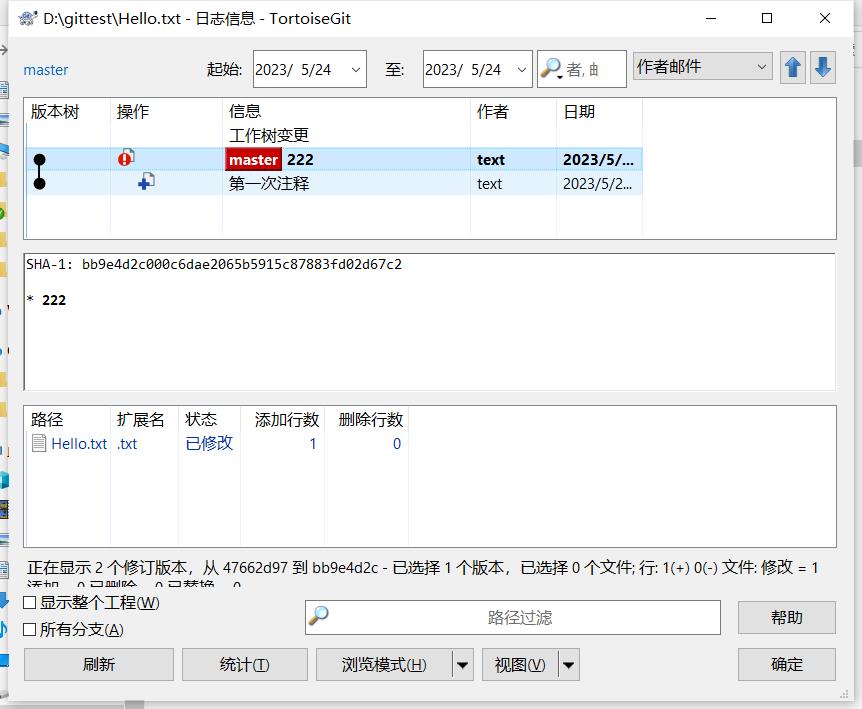 D:\gittest\Hello.txt - 日志信息 - TortoiseGit
master 起始: 2023/ 5/24 至: 2023/ 5/24 作者邮件
版本树 操作 信息 作者 日期
工作树变更
master 222 text 2023/5/...
第一次注释 text 2023/5/2...
SHA-1: bb9e4d2c000c6dae2065b5915c87883fd02d67c2
* 222
路径 扩展名 状态 添加行数 删除行数
Hello.txt .txt 已修改 1 0
正在显示 2 个修订版本，从 47662d97 到 bb9e4d2c - 已选择 1 个版本，已选择 0 个文件; 行: 1(+) 0(-) 文件: 修改 = 1
显示整个工程(W)
路径过滤 帮助
所有分支(A)
刷新 统计(T) 浏览模式(H) 视图(V) 确定